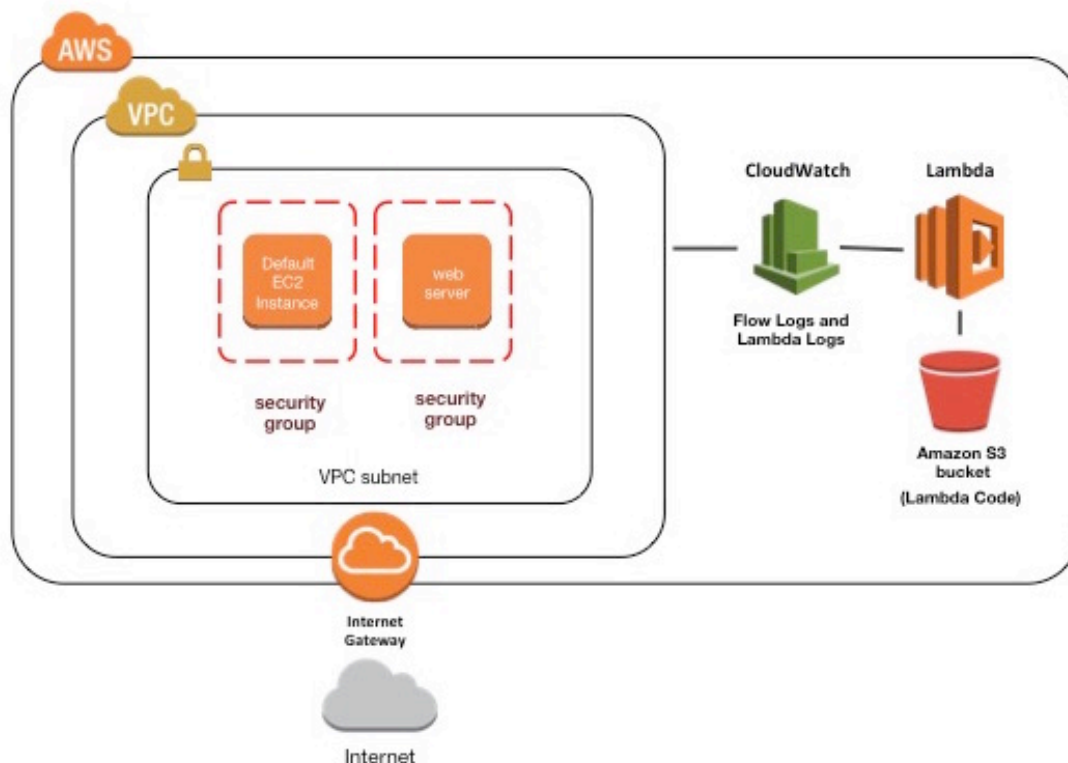 AWS
VPC
Default
EC2
Instance
web
server
security
group
security
group
VPC subnet
CloudWatch
Flow Logs and
Lambda Logs
Lambda
Amazon S3
bucket
(Lambda Code)
Internet
Gateway
Internet